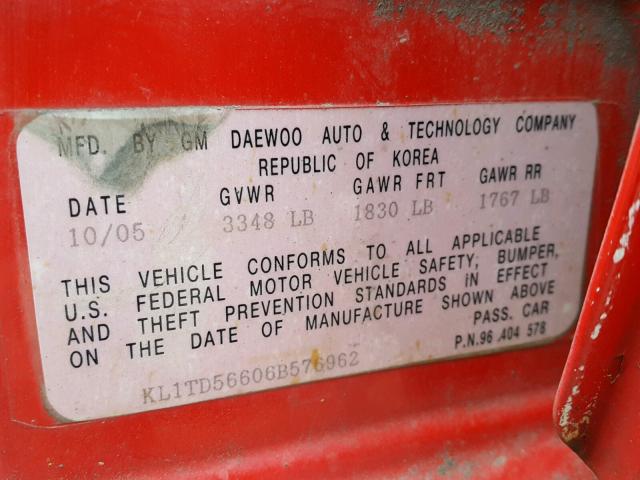 MFD. BY GM DAEWOO AUTO & TECHNOLOGY COMPANY
REPUBLIC OF KOREA
DATE GVWR GAWR FRT GAWR RR
10/05 3348 LB 1830 LB 1767 LB
THIS VEHICLE CONFORMS TO ALL APPLICABLE
U.S. FEDERAL MOTOR VEHICLE SAFETY, BUMPER,
AND THEFT PREVENTION STANDARDS IN EFFECT
ON THE DATE OF MANUFACTURE SHOWN ABOVE
PASS. CAR
P.N.96 404 578
KL1TD56606B576962